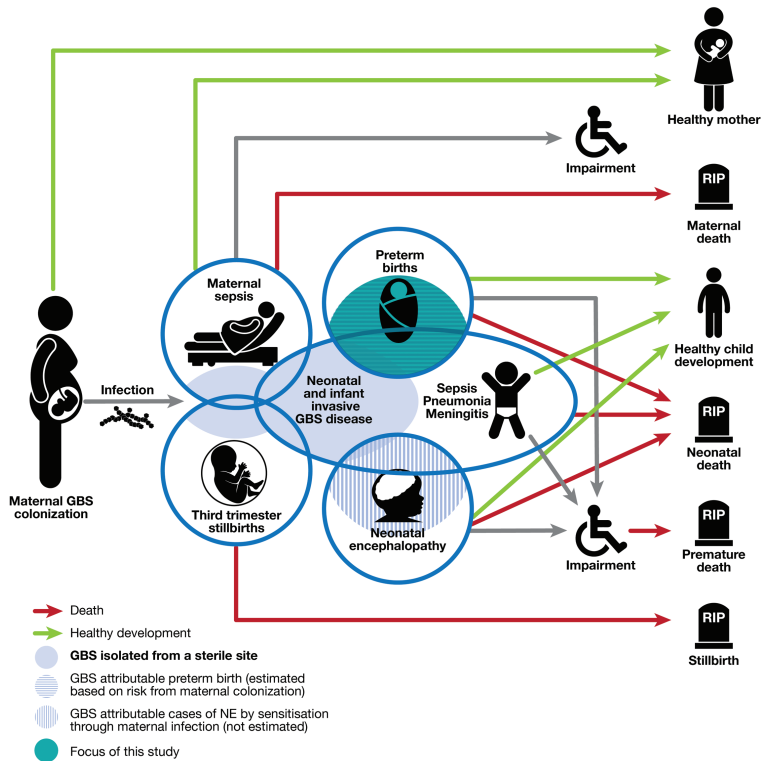 Healthy mother
Impairment
RIP
Maternal
death
Preterm
births
Maternal
sepsis
Healthy child
development
Infection
Neonatal
and infant
invasive
GBS disease
Sepsis
Pneumonia
Meningitis
RIP
Neonatal
death
Maternal GBS
colonization
Third trimester
stillbirths
Neonatal
encephalopathy
Impairment
RIP
Premature
death
RIP
Stillbirth
Death
Healthy development
GBS isolated from a sterile site
GBS attributable preterm birth (estimated
based on risk from maternal colonization)
GBS attributable cases of NE by sensitisation
through maternal infection (not estimated)
Focus of this study